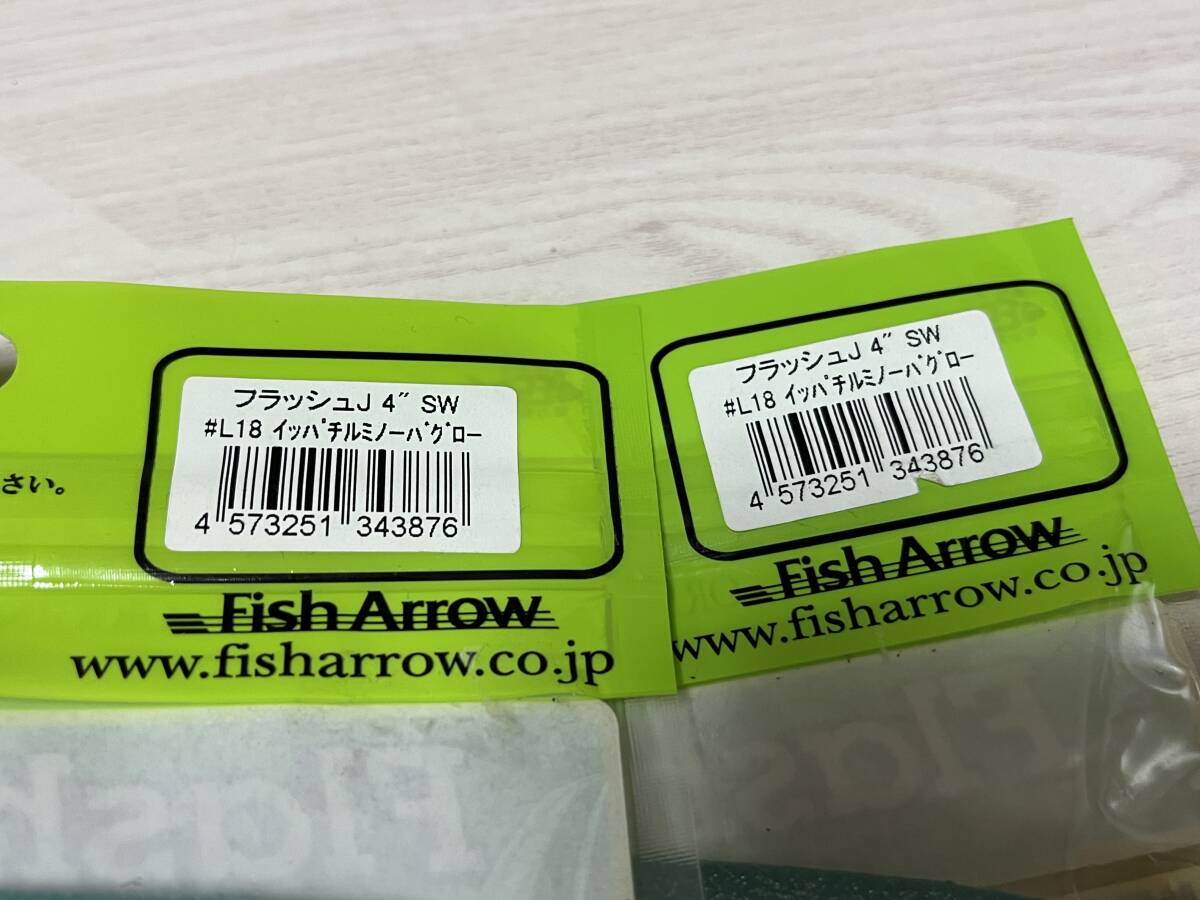 フラッシュJ 4" SW
#L18 イッパﾟチルミノーバグロー
4 573251 343876
さい。
Fish Arrow
www.fisharrow.co.jp
Flash
フラッシュJ 4" SW
#L18 イッパチルミノーバグロー
4 573251 343876
Fish Arrow
www.fisharrow.co.jp
Flas